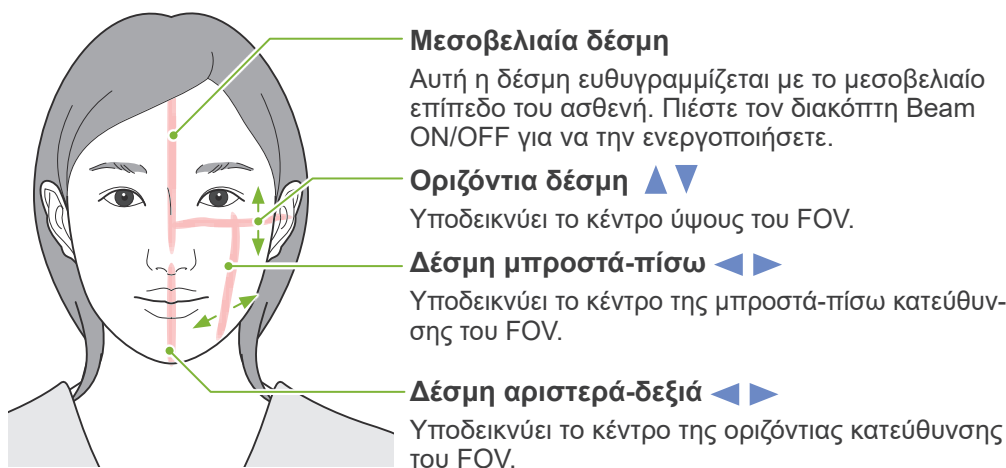 Μεσοβελιαία δέσμη
Αυτή η δέσμη ευθυγραμμίζεται με το μεσοβελιαίο
επίπεδο του ασθενή. Πιέστε τον διακόπτη Beam
ON/OFF για να την ενεργοποιήσετε.
Οριζόντια δέσμη
Υποδεικνύει το κέντρο ύψους του FOV.
Δέσμη μπροστά-πίσω
Υποδεικνύει το κέντρο της μπροστά-πίσω κατεύθυν-
σης του FOV.
Δέσμη αριστερά-δεξιά
Υποδεικνύει το κέντρο της οριζόντιας κατεύθυνσης
του FOV.